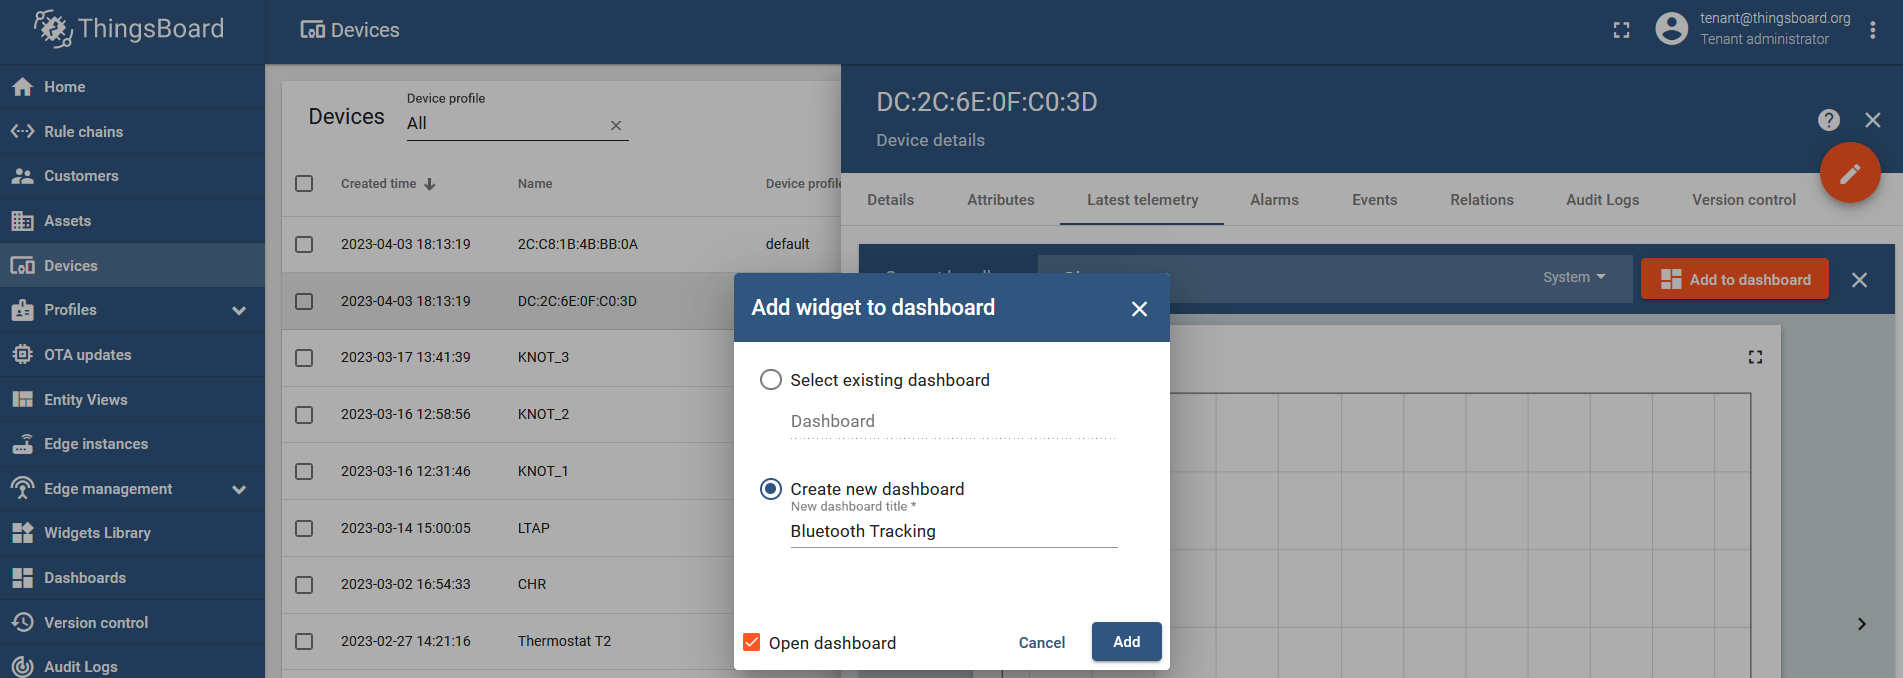 ThingsBoard
Devices
tenant@thingsboard.org
Tenant administrator
Home
Rule chains
Customers
Assets
Devices
Profiles
OTA updates
Entity Views
Edge instances
Edge management
Widgets Library
Dashboards
Version control
Audit Logs
Devices
Device profile
All
Created time Name Device profile
2023-04-03 18:13:19 2C:C8:1B:4B:BB:0A default
2023-04-03 18:13:19 DC:2C:6E:0F:C0:3D
2023-03-17 13:41:39 KNOT_3
2023-03-16 12:58:56 KNOT_2
2023-03-16 12:31:46 KNOT_1
2023-03-14 15:00:05 LTAP
2023-03-02 16:54:33 CHR
2023-02-27 14:21:16 Thermostat T2
DC:2C:6E:0F:C0:3D
Device details
Details Attributes Latest telemetry Alarms Events Relations Audit Logs Version control
System
Add to dashboard
Add widget to dashboard
Select existing dashboard
Dashboard
Create new dashboard
New dashboard title *
Bluetooth Tracking
Open dashboard
Cancel
Add